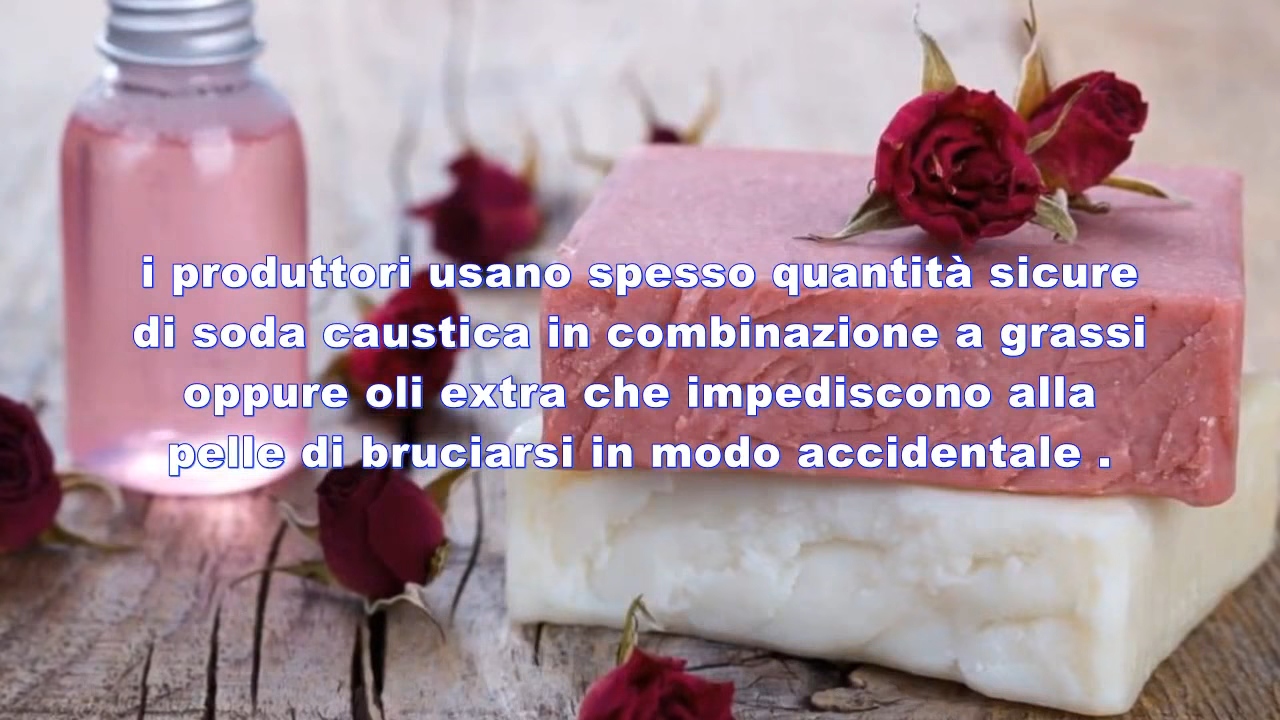 i produttori usano spesso quantità sicure
di soda caustica in combinazione a grassi
oppure oli extra che impediscono alla
pelle di bruciarsi in modo accidentale .